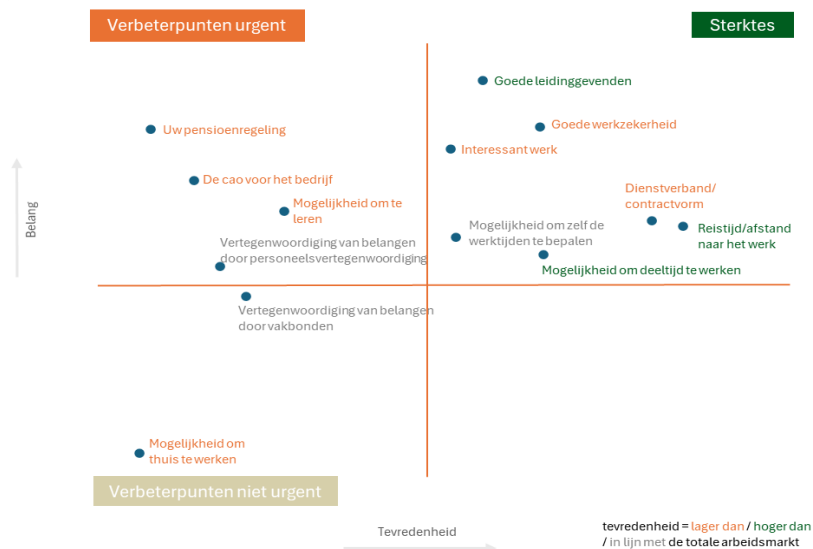 Verbeterpunten urgent
Sterktes
Goede leidinggevenden
Uw pensioenregeling
Goede werkzekerheid
Interessant werk
De cao voor het bedrijf
Mogelijkheid om te
leren
Dienstverband/
contractvorm
Mogelijkheid om zelf de
werktijden te bepalen
Reistijd/afstand
naar het werk
Vertegenwoordiging van belangen
door personeelsvertegenwoordiging
Mogelijkheid om deeltijd te werken
Belang
Vertegenwoordiging van belangen
door vakbonden
Mogelijkheid om
thuis te werken
Verbeterpunten niet urgent
Tevredenheid
tevredenheid = lager dan / hoger dan
/ in lijn met de totale arbeidsmarkt